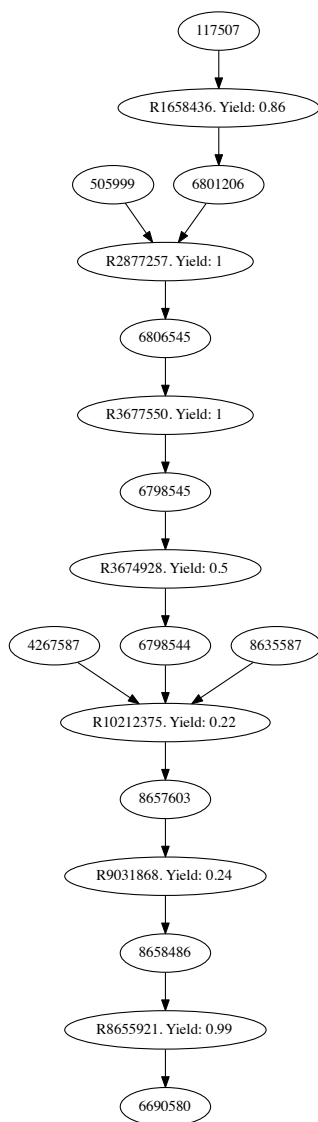 117507
R1658436. Yield: 0.86
505999
6801206
R2877257. Yield: 1
6806545
R3677550. Yield: 1
6798545
R3674928. Yield: 0.5
4267587
6798544
8635587
R10212375. Yield: 0.22
8657603
R9031868. Yield: 0.24
8658486
R8655921. Yield: 0.99
6690580